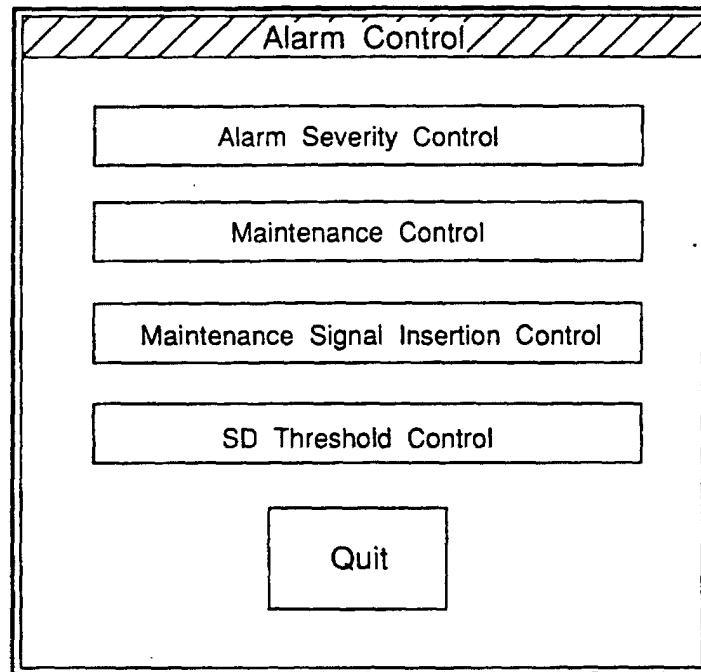 Alarm Control
Alarm Severity Control
Maintenance Control
Maintenance Signal Insertion Control
SD Threshold Control
Quit